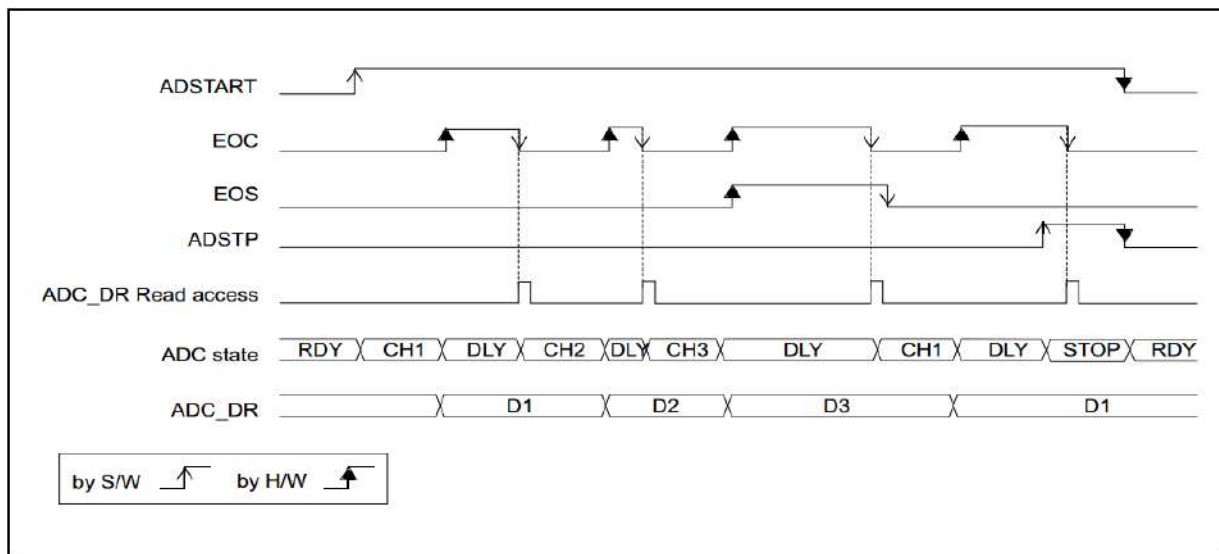 ADSTART
EOC
EOS
ADSTP
ADC_DR Read access
ADC state RDY CH1 DLY CH2 DLY CH3 DLY CH1 DLY STOP RDY
ADC_DR D1 D2 D3 D1
by S/W by H/W